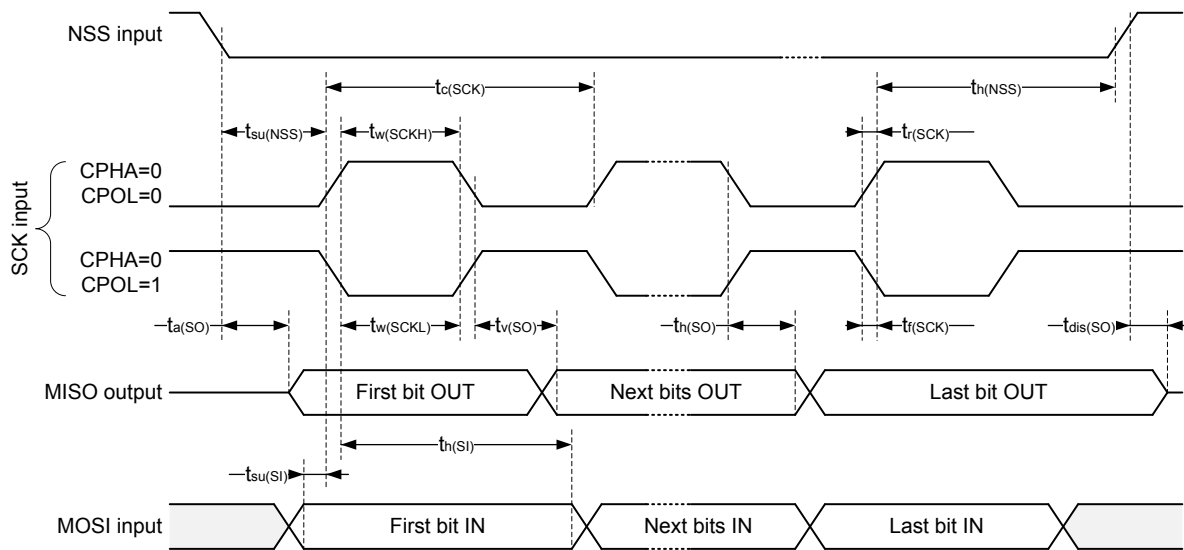 NSS input
tc(SCK)
th(NSS)
tsu(NSS)
tw(SCKH)
tr(SCK)
SCK input
CPHA=0
CPOL=0
CPHA=0
CPOL=1
ta(SO)
tw(SCKL)
tv(SO)
th(SO)
tf(SCK)
tdis(SO)
MISO output
First bit OUT
Next bits OUT
Last bit OUT
th(SI)
tsu(SI)
MOSI input
First bit IN
Next bits IN
Last bit IN